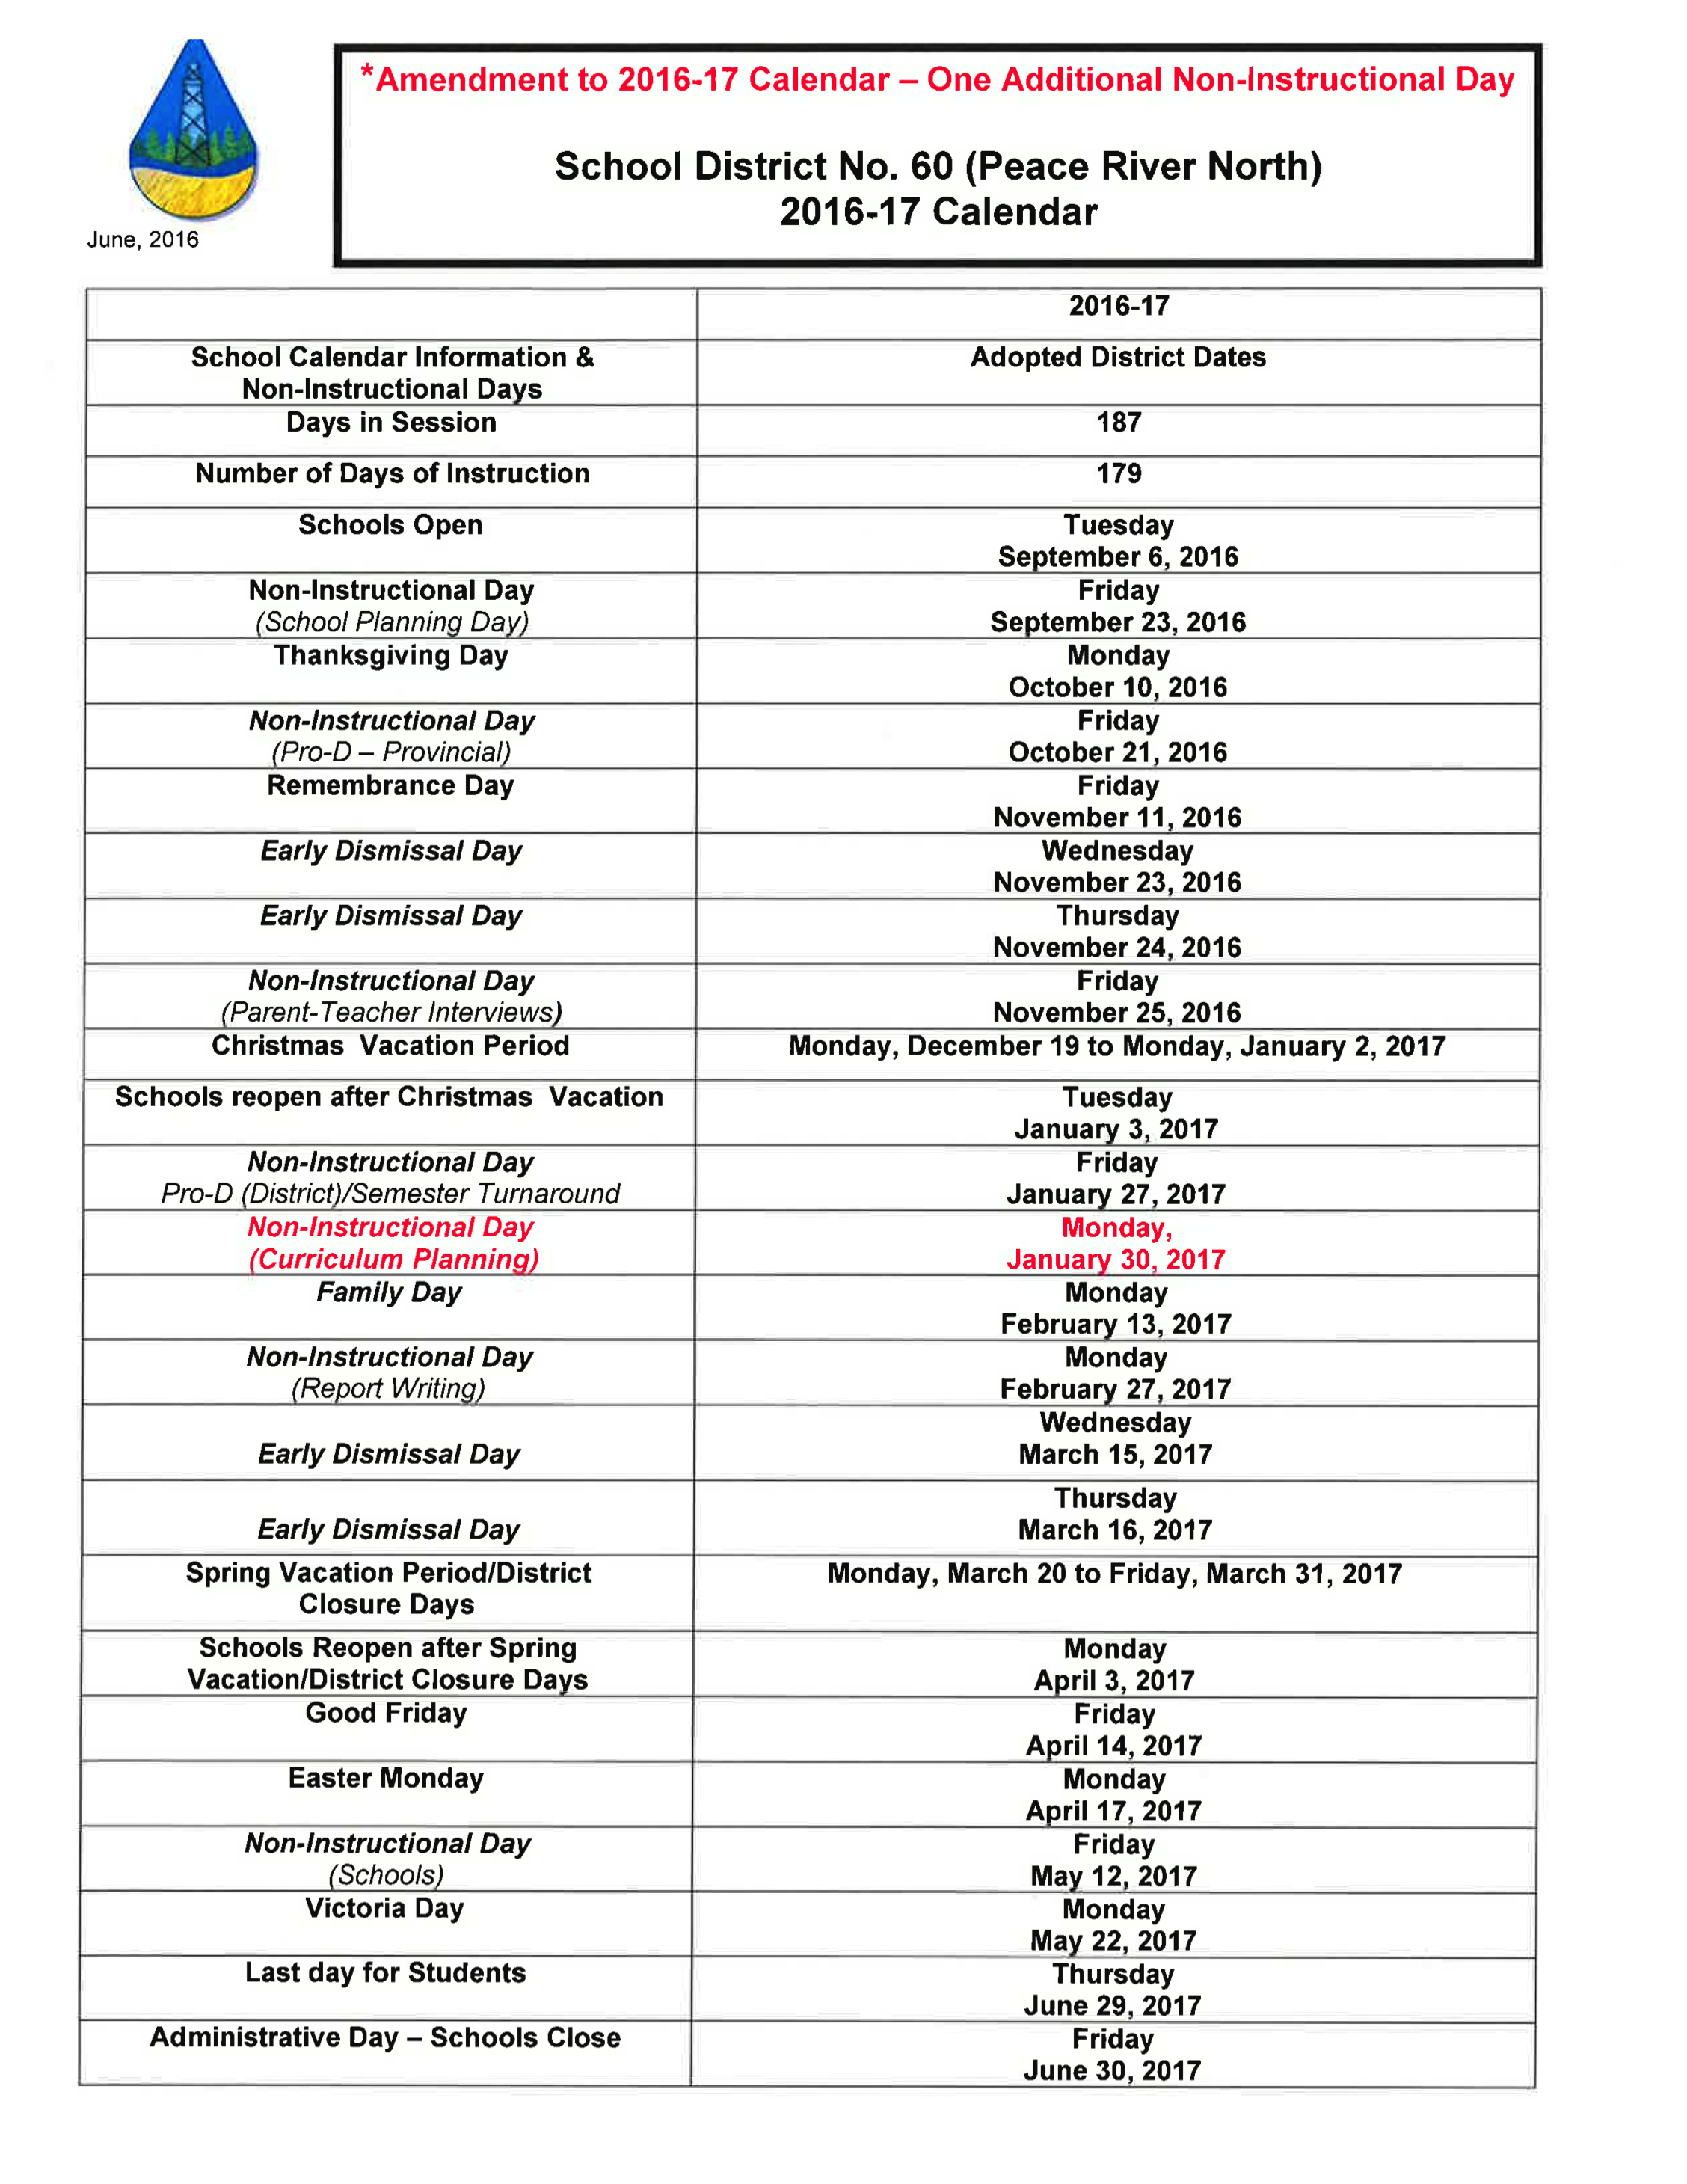 *Amendment to 2016-17 Calendar – One Additional Non-Instructional Day
School District No. 60 (Peace River North)
2016-17 Calendar
June, 2016
2016-17
School Calendar Information &
Non-Instructional Days
Adopted District Dates
Days in Session
187
Number of Days of Instruction
179
Schools Open
Tuesday
September 6, 2016
Non-Instructional Day
(School Planning Day)
Friday
September 23, 2016
Thanksgiving Day
Monday
October 10, 2016
Non-Instructional Day
(Pro-D – Provincial)
Friday
October 21, 2016
Remembrance Day
Friday
November 11, 2016
Early Dismissal Day
Wednesday
November 23, 2016
Early Dismissal Day
Thursday
November 24, 2016
Non-Instructional Day
(Parent-Teacher Interviews)
Friday
November 25, 2016
Christmas Vacation Period
Monday, December 19 to Monday, January 2, 2017
Schools reopen after Christmas Vacation
Tuesday
January 3, 2017
Non-Instructional Day
Pro-D (District)/Semester Turnaround
Friday
January 27, 2017
Non-Instructional Day
(Curriculum Planning)
Monday,
January 30, 2017
Family Day
Monday
February 13, 2017
Non-Instructional Day
(Report Writing)
Monday
February 27, 2017
Early Dismissal Day
Wednesday
March 15, 2017
Early Dismissal Day
Thursday
March 16, 2017
Spring Vacation Period/District
Closure Days
Monday, March 20 to Friday, March 31, 2017
Schools Reopen after Spring
Vacation/District Closure Days
Monday
April 3, 2017
Good Friday
Friday
April 14, 2017
Easter Monday
Monday
April 17, 2017
Non-Instructional Day
(Schools)
Friday
May 12, 2017
Victoria Day
Monday
May 22, 2017
Last day for Students
Thursday
June 29, 2017
Administrative Day – Schools Close
Friday
June 30, 2017